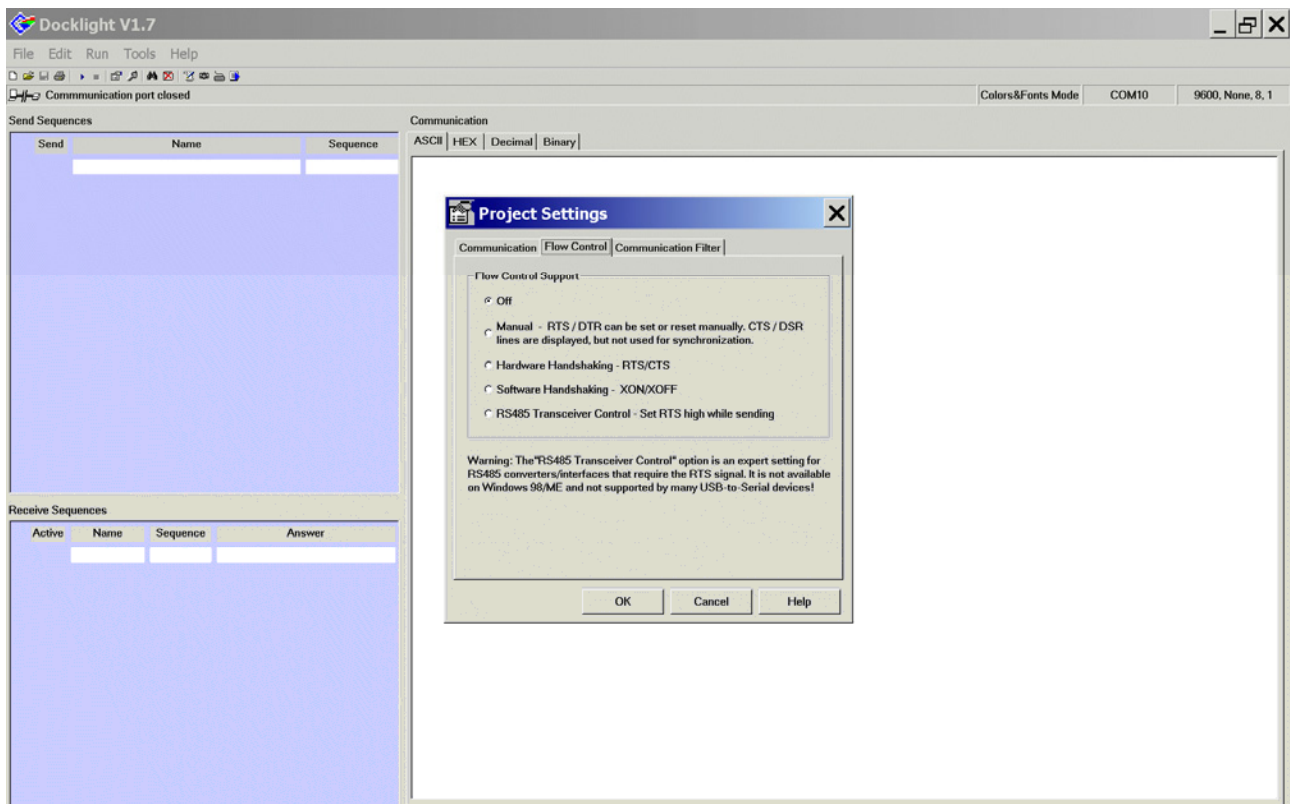 Docklight V1.7
File Edit Run Tools Help
Commmunication port closed
Colors&Fonts Mode COM10 9600, None, 8, 1
Send Sequences
Send Name Sequence
Communication
ASCII HEX Decimal Binary
Project Settings
Communication Flow Control Communication Filter
Flow Control Support
Off
Manual - RTS / DTR can be set or reset manually. CTS / DSR
lines are displayed, but not used for synchronization.
Hardware Handshaking - RTS/CTS
Software Handshaking - XON/XOFF
RS485 Transceiver Control - Set RTS high while sending
Warning: The"RS485 Transceiver Control" option is an expert setting for
RS485 converters/interfaces that require the RTS signal. It is not available
on Windows 98/ME and not supported by many USB-to-Serial devices!
OK Cancel Help
Receive Sequences
Active Name Sequence Answer